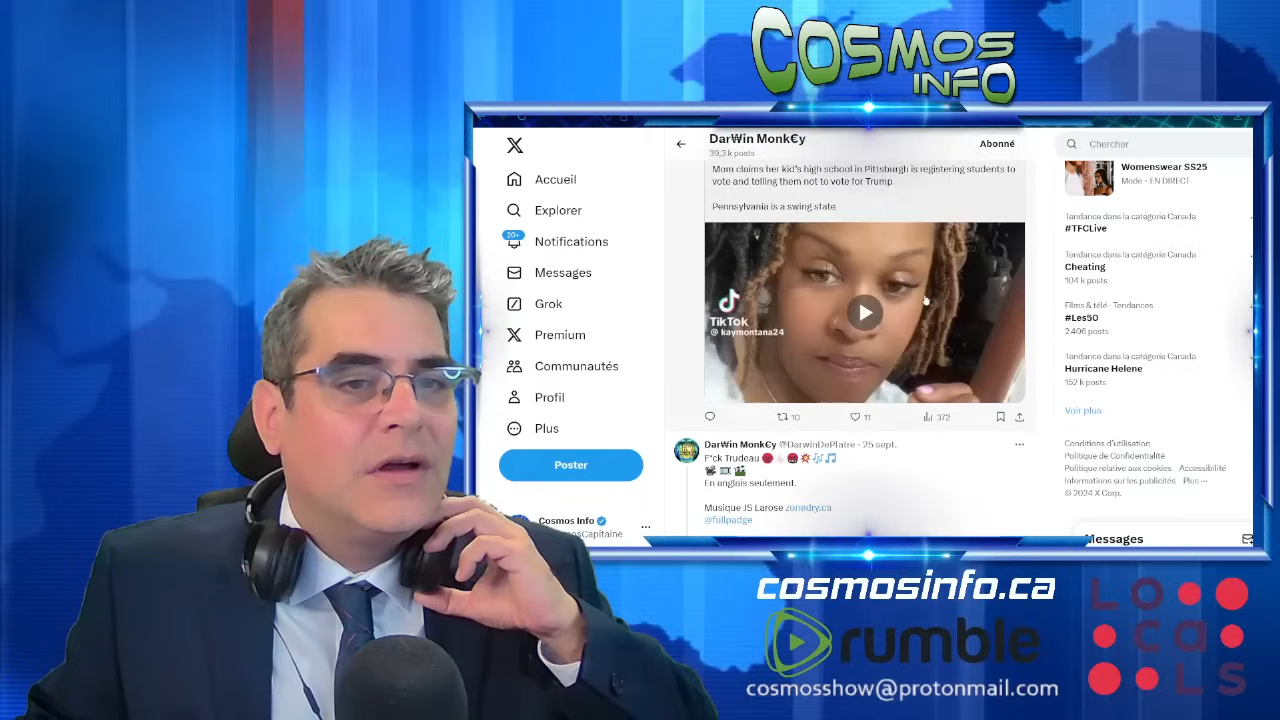 COSMOS
INFO
Dar₩in Monk€y
39,3 k posts
Abonné
Chercher
Accueil
Explorer
20+
Notifications
Messages
Grok
Premium
Communautés
Profil
Plus
Poster
Cosmos Info
mosCapitaine
Mom claims her kid's high school in Pittsburgh is registering students to
vote and telling them not to vote for Trump
Pennsylvania is a swing state
TikTok
@ kaymontana24
10
11
372
Dar₩in Monk€y @DarwinDePlatre · 25 sept.
F*ck Trudeau
En anglais seulement.
Musique JS Larose zonedry.ca
@fullpadge
Womenswear SS25
Mode · EN DIRECT
Tendance dans la catégorie Canada
#TFCLive
Tendance dans la catégorie Canada
Cheating
104 k posts
Films & télé · Tendances
#Les50
2 406 posts
Tendance dans la catégorie Canada
Hurricane Helene
152 k posts
Voir plus
Conditions d'utilisation
Politique de Confidentialité
Politique relative aux cookies Accessibilité
Informations sur les publicités Plus ···
© 2024 X Corp.
Messages
cosmosinfo.ca
rumble
cosmosshow@protonmail.com
LOCALS